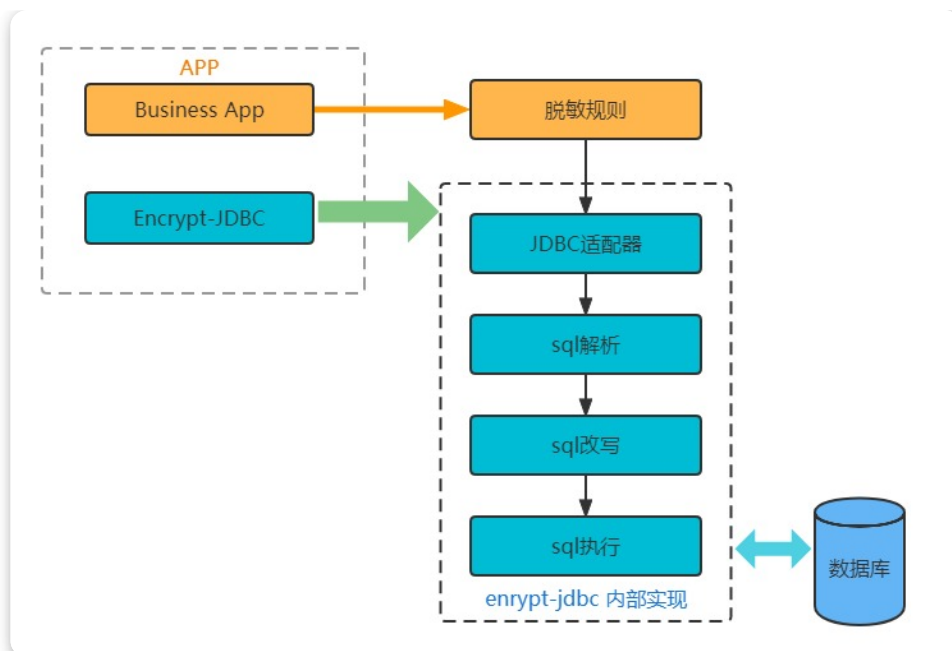 APP
Business App
脱敏规则
Encrypt-JDBC
JDBC适配器
sql解析
sql改写
sql执行
数据库
enrypt-jdbc 内部实现